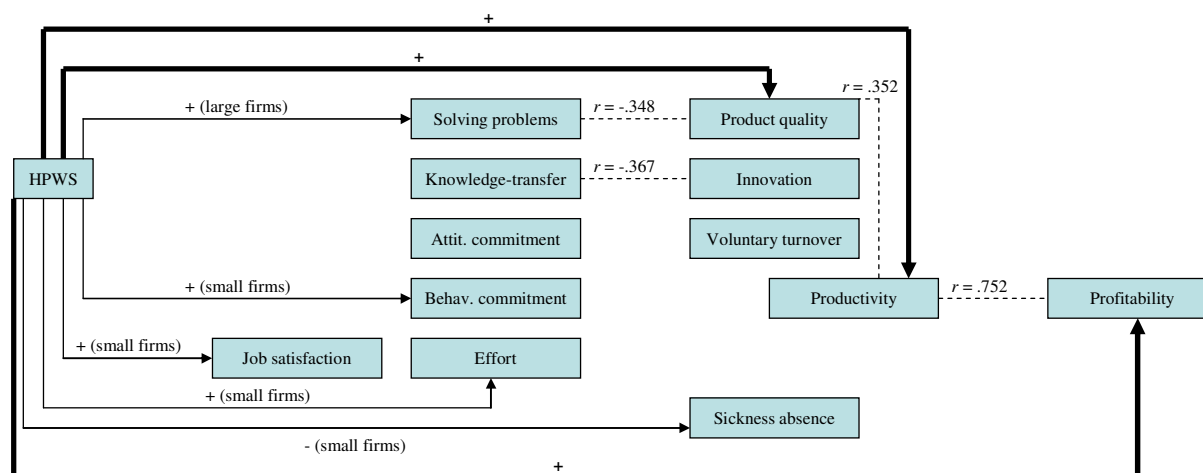 +
+
r = .352
+ (large firms)
r = -.348
Solving problems
Product quality
HPWS
r = -.367
Knowledge-transfer
Innovation
Attit. commitment
Voluntary turnover
+ (small firms)
Behav. commitment
Productivity
r = .752
Profitability
+ (small firms)
Job satisfaction
Effort
+ (small firms)
Sickness absence
- (small firms)
+